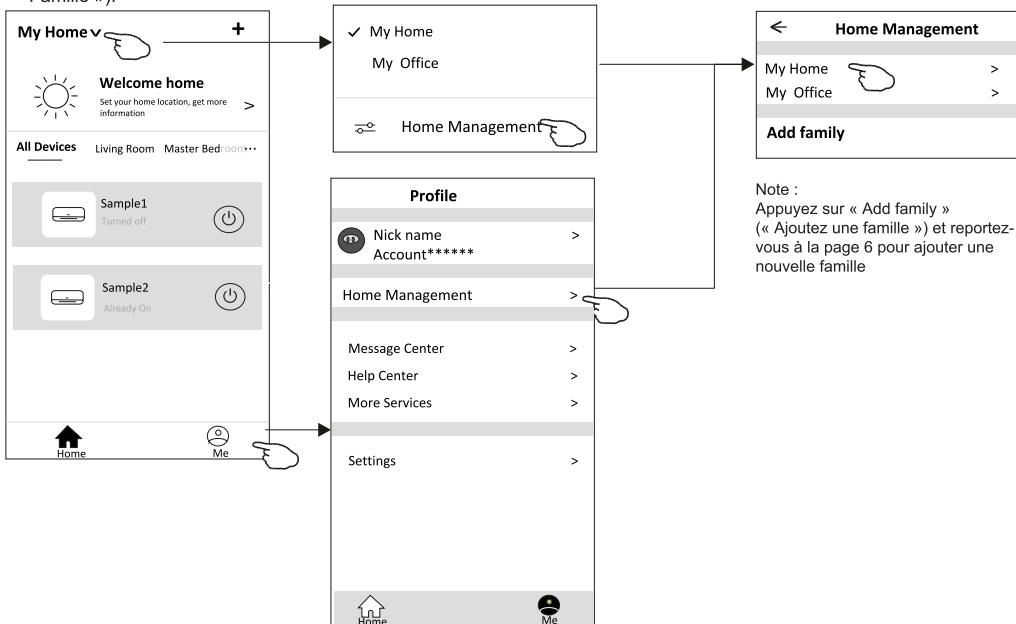 Famille »).
My Home
+
Welcome home
Set your home location, get more
information
>
All Devices Living Room Master Bedroom...
Sample1
Turned off
Sample2
Already On
Home Me
✓ My Home
My Office
Home Management
Profile
Nick name >
Account******
Home Management >
Message Center >
Help Center >
More Services >
Settings >
Home Me
← Home Management
My Home >
My Office >
Add family
Note :
Appuyez sur « Add family »
(« Ajoutez une famille ») et reportez-
vous à la page 6 pour ajouter une
nouvelle famille